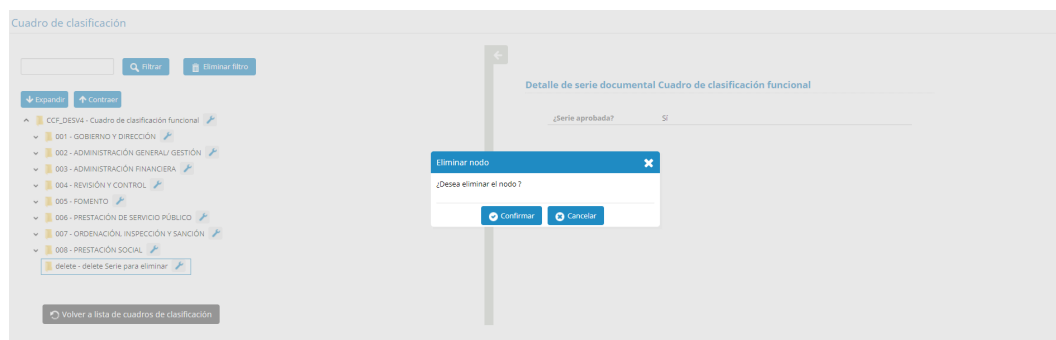 Cuadro de clasificación
Filtrar
Eliminar filtro
Expandir
Contraer
CCF_DESV4 - Cuadro de clasificación funcional
001 - GOBIERNO Y DIRECCIÓN
002 - ADMINISTRACIÓN GENERAL/ GESTIÓN
003 - ADMINISTRACIÓN FINANCIERA
004 - REVISIÓN Y CONTROL
005 - FOMENTO
006 - PRESTACIÓN DE SERVICIO PÚBLICO
007 - ORDENACIÓN, INSPECCIÓN Y SANCIÓN
008 - PRESTACIÓN SOCIAL
delete - delete Serie para eliminar
Volver a lista de cuadros de clasificación
Detalle de serie documental Cuadro de clasificación funcional
¿Serie aprobada? Sí
Eliminar nodo
¿Desea eliminar el nodo ?
Confirmar
Cancelar